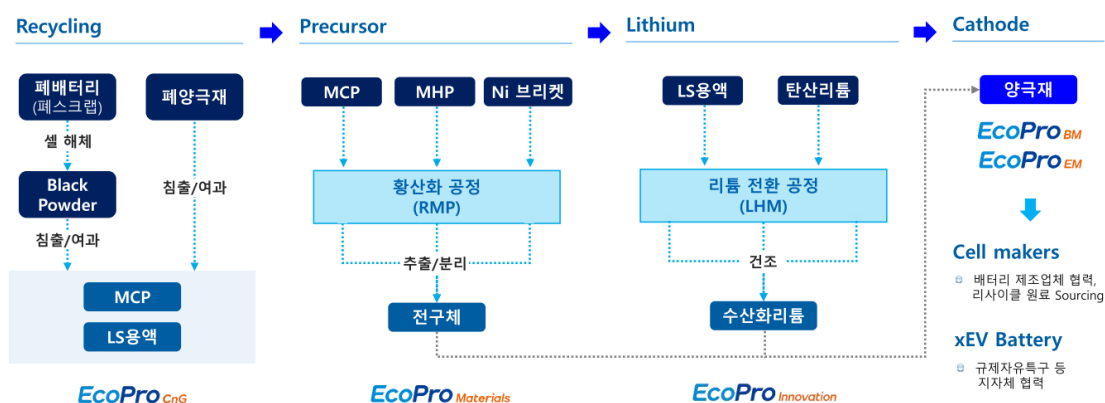 Recycling
폐배터리
(폐스크랩)
폐양극재
셀 해체
Black
Powder
침출/여과
침출/여과
MCP
LS용액
EcoPro CnG
Precursor
MCP
MHP
Ni 브리켓
황산화 공정
(RMP)
추출/분리
전구체
EcoPro Materials
Lithium
LS용액
탄산리튬
리튬 전환 공정
(LHM)
건조
수산화리튬
EcoPro Innovation
Cathode
양극재
EcoPro BM
EcoPro EM
Cell makers
배터리 제조업체 협력,
리사이클 원료 Sourcing
xEV Battery
규제자유특구 등
지자체 협력